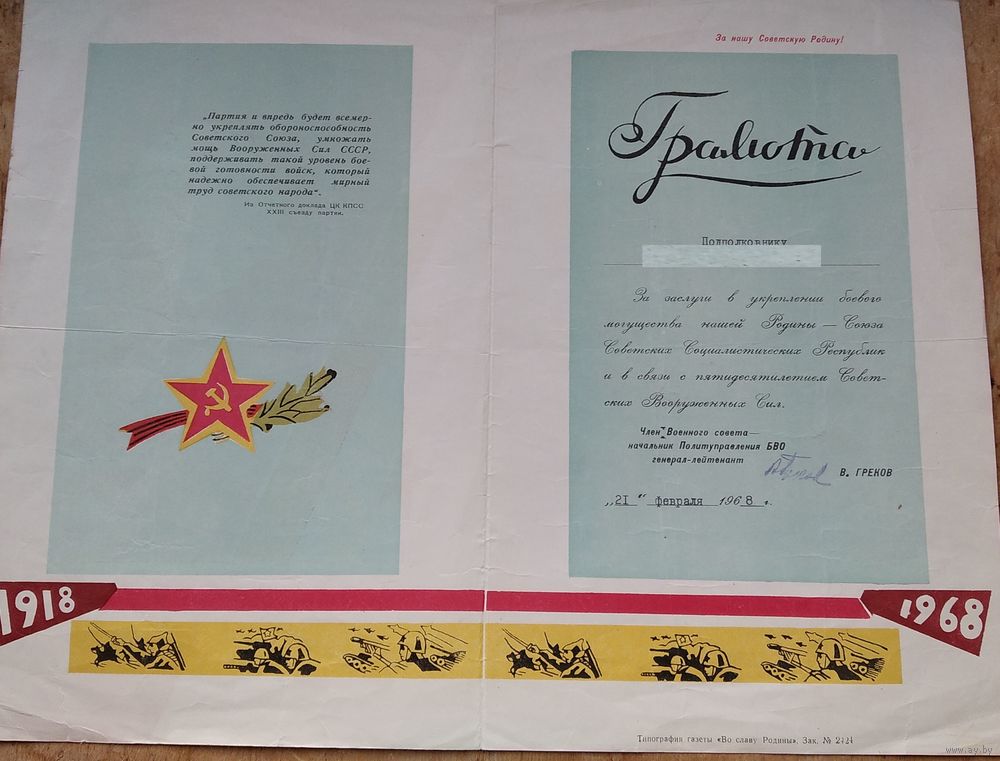 „Партия и впредь будет всемер-
но укреплять обороноспособность
Советского Союза, умножать
мощь Вооруженных Сил СССР,
поддерживать такой уровень бое-
вой готовности войск, который
надежно обеспечивает мирный
труд советского народа“.
Из Отчетного доклада ЦК КПСС
XXIII съезду партии.
За нашу Советскую Родину!
Грамота
Подполковнику
За заслуги в укреплении боевого
могущества нашей Родины — Союза
Советских Социалистических Республик
и в связи с пятидесятилетием Совет-
ских Вооруженных Сил.
Член Военного совета—
начальник Политуправления БВО
генерал-лейтенант
В. ГРЕКОВ
„21“ февраля 1968 г.
1918
1968
Типография газеты «Во славу Родины». Зак. №
www.ay.by